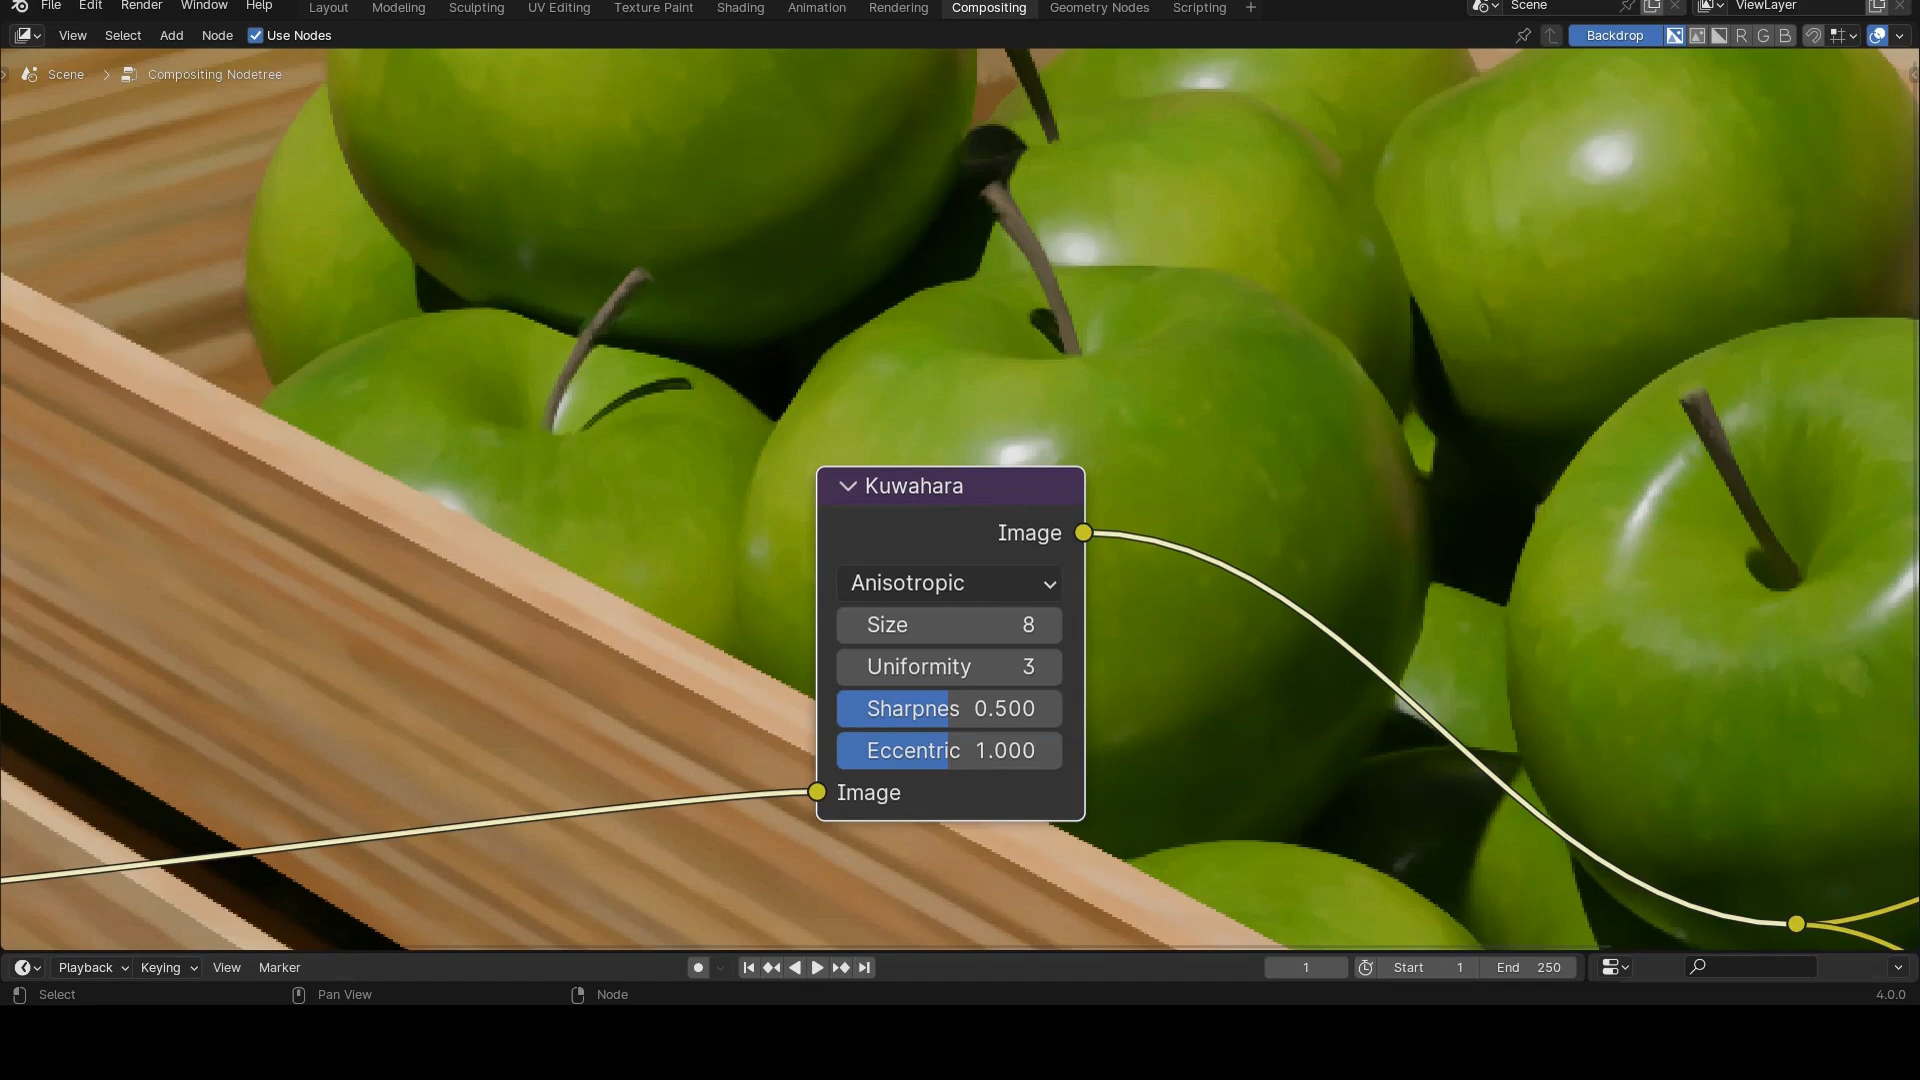 File Edit Render Window Help Layout Modeling Sculpting UV Editing Texture Paint Shading Animation Rendering Compositing Geometry Nodes Scripting + Scene ViewLayer
View Select Add Node Use Nodes Backdrop R G B
Scene > Compositing Nodetree
Kuwahara
Image
Anisotropic
Size 8
Uniformity 3
Sharpnes 0.500
Eccentric 1.000
Image
Playback Keying View Marker 1 Start 1 End 250
Select Pan View Node 4.0.0